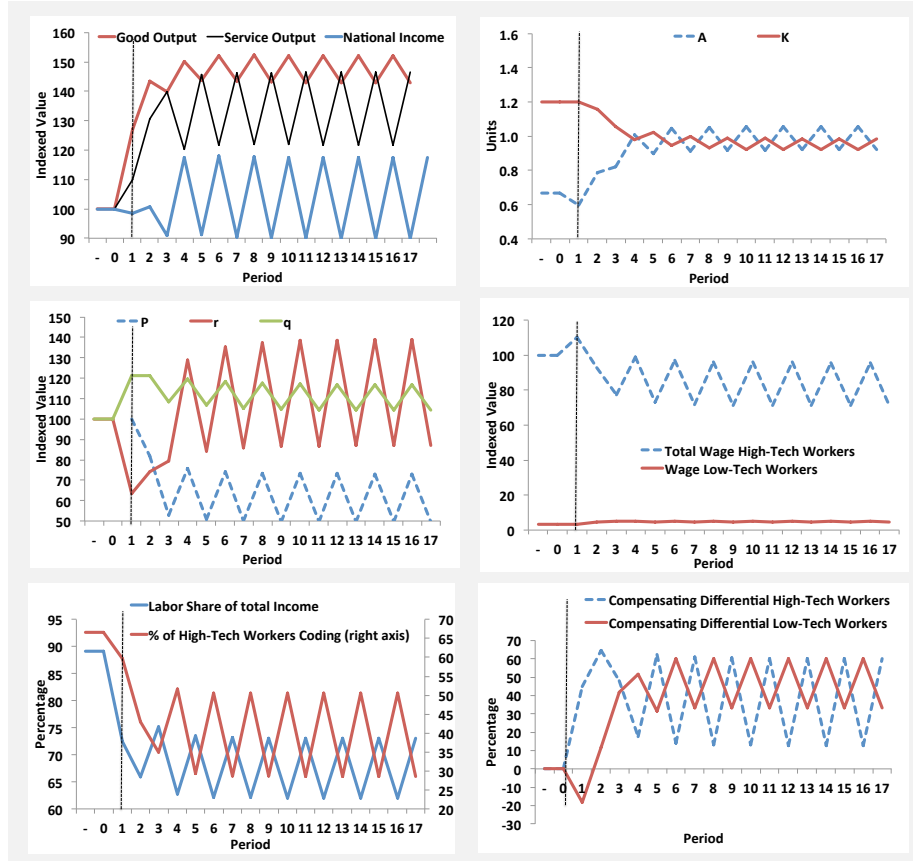 Good Output Service Output National Income
160
150
140
130
120
110
100
90
Indexed Value
- 0 1 2 3 4 5 6 7 8 9 10 11 12 13 14 15 16 17
Period
A K
1.6
1.4
1.2
1.0
0.8
0.6
0.4
Units
- 0 1 2 3 4 5 6 7 8 9 10 11 12 13 14 15 16 17
Period
P r q
150
140
130
120
110
100
90
80
70
60
50
Indexed Value
- 0 1 2 3 4 5 6 7 8 9 10 11 12 13 14 15 16 17
Period
120
100
80
60
40
20
0
Indexed Value
Total Wage High-Tech Workers
Wage Low-Tech Workers
- 0 1 2 3 4 5 6 7 8 9 10 11 12 13 14 15 16 17
Period
Labor Share of total Income
% of High-Tech Workers Coding (right axis)
95
90
85
80
75
70
65
60
Percentage
70
65
60
55
50
45
40
35
30
25
20
- 0 1 2 3 4 5 6 7 8 9 10 11 12 13 14 15 16 17
Period
Compensating Differential High-Tech Workers
Compensating Differential Low-Tech Workers
70
60
50
40
30
20
10
0
-10
-20
-30
Percentage
- 0 1 2 3 4 5 6 7 8 9 10 11 12 13 14 15 16 17
Period